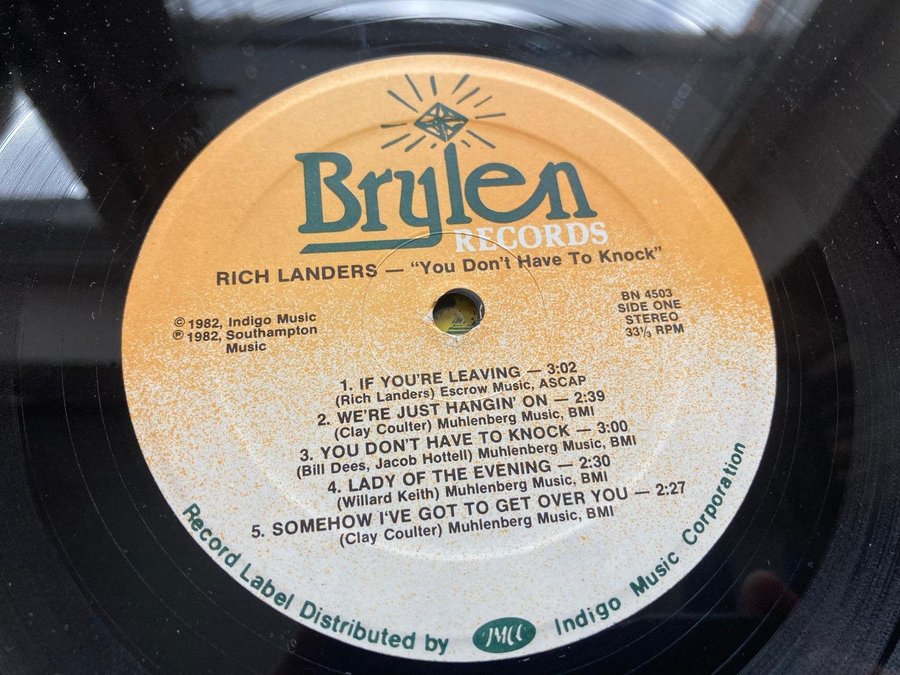 Brylen
RECORDS
RICH LANDERS — "You Don't Have To Knock"
© 1982, Indigo Music
℗ 1982, Southampton
Music
BN 4503
SIDE ONE
STEREO
33⅓ RPM
1. IF YOU'RE LEAVING — 3:02
(Rich Landers) Escrow Music, ASCAP
2. WE'RE JUST HANGIN' ON — 2:39
(Clay Coulter) Muhlenberg Music, BMI
3. YOU DON'T HAVE TO KNOCK — 3:00
(Bill Dees, Jacob Hottell) Muhlenberg Music, BMI
4. LADY OF THE EVENING — 2:30
(Willard Keith) Muhlenberg Music, BMI
5. SOMEHOW I'VE GOT TO GET OVER YOU — 2:27
(Clay Coulter) Muhlenberg Music, BMI
Record Label Distributed by IMC Indigo Music Corporation